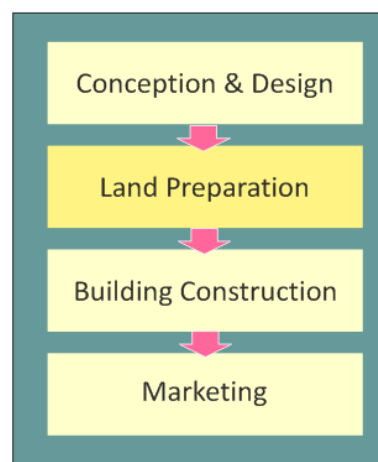 Conception & Design
Land Preparation
Building Construction
Marketing